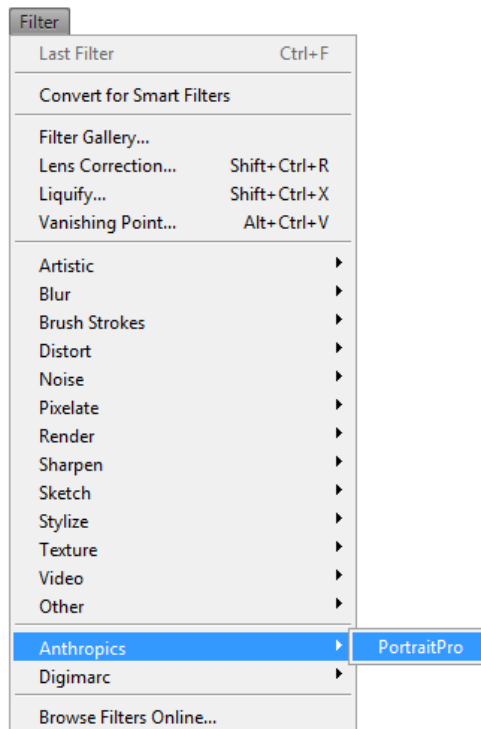 Filter
Last Filter Ctrl+F
Convert for Smart Filters
Filter Gallery...
Lens Correction... Shift+Ctrl+R
Liquify... Shift+Ctrl+X
Vanishing Point... Alt+Ctrl+V
Artistic
Blur
Brush Strokes
Distort
Noise
Pixelate
Render
Sharpen
Sketch
Stylize
Texture
Video
Other
Anthropics PortraitPro
Digimarc
Browse Filters Online...